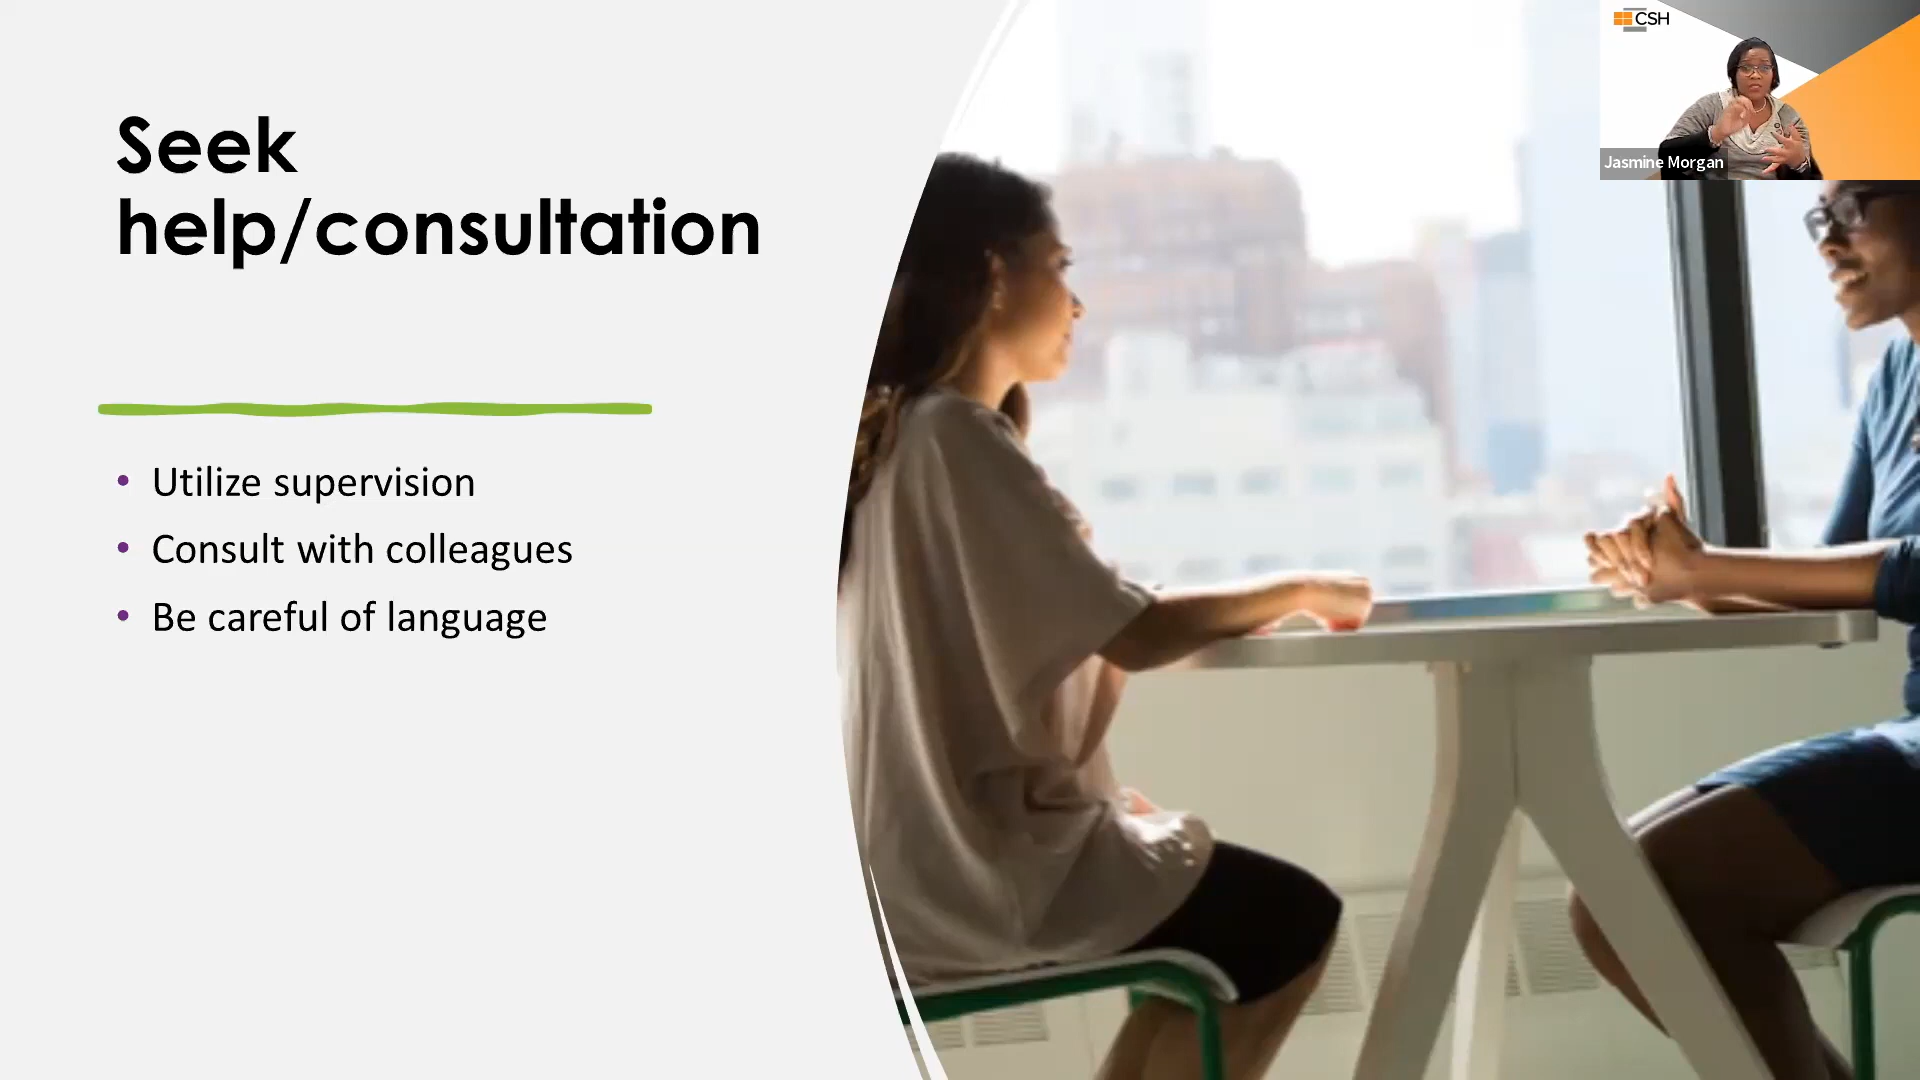 CSH
Jasmine Morgan
Seek
help/consultation
• Utilize supervision
• Consult with colleagues
• Be careful of language